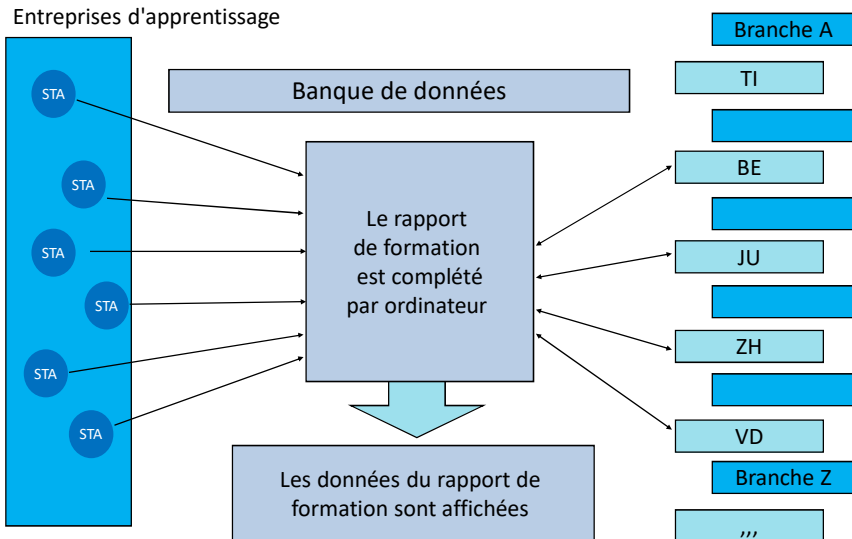 Entreprises d'apprentissage
STA
STA
STA
STA
STA
STA
Banque de données
Le rapport
de formation
est complété
par ordinateur
Les données du rapport de
formation sont affichées
Branche A
TI
BE
JU
ZH
VD
Branche Z
,,,